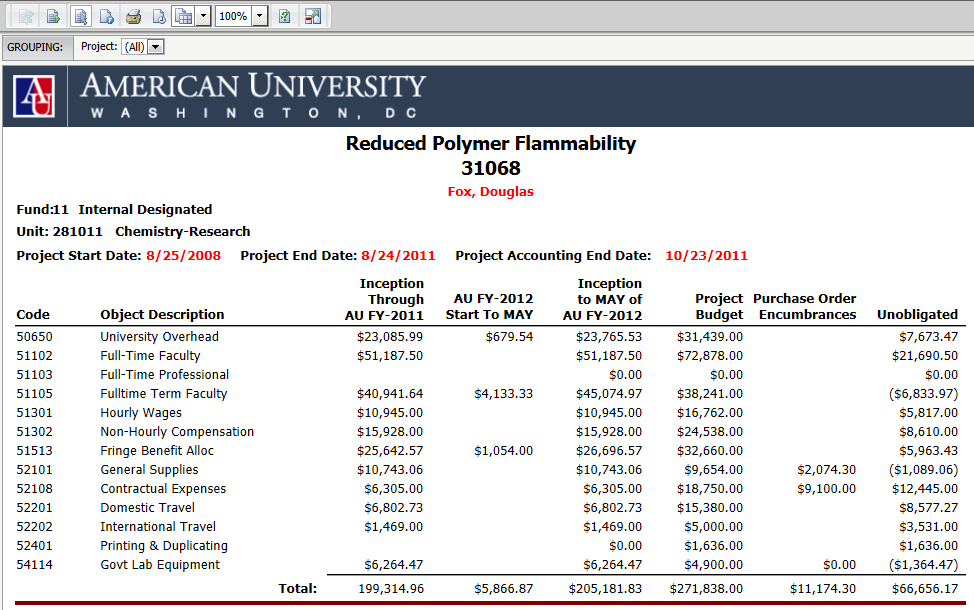 100%
GROUPING: Project: (All)
AU
AMERICAN UNIVERSITY
WASHINGTON, DC
Reduced Polymer Flammability
31068
Fox, Douglas
Fund:11 Internal Designated
Unit: 281011 Chemistry-Research
Project Start Date: 8/25/2008 Project End Date: 8/24/2011 Project Accounting End Date: 10/23/2011
Inception Inception
Through AU FY-2012 to MAY of Project Purchase Order
Code Object Description AU FY-2011 Start To MAY AU FY-2012 Budget Encumbrances Unobligated
50650 University Overhead $23,085.99 $679.54 $23,765.53 $31,439.00 $7,673.47
51102 Full-Time Faculty $51,187.50 $51,187.50 $72,878.00 $21,690.50
51103 Full-Time Professional $0.00 $0.00 $0.00
51105 Fulltime Term Faculty $40,941.64 $4,133.33 $45,074.97 $38,241.00 ($6,833.97)
51301 Hourly Wages $10,945.00 $10,945.00 $16,762.00 $5,817.00
51302 Non-Hourly Compensation $15,928.00 $15,928.00 $24,538.00 $8,610.00
51513 Fringe Benefit Alloc $25,642.57 $1,054.00 $26,696.57 $32,660.00 $5,963.43
52101 General Supplies $10,743.06 $10,743.06 $9,654.00 $2,074.30 ($1,089.06)
52108 Contractual Expenses $6,305.00 $6,305.00 $18,750.00 $9,100.00 $12,445.00
52201 Domestic Travel $6,802.73 $6,802.73 $15,380.00 $8,577.27
52202 International Travel $1,469.00 $1,469.00 $5,000.00 $3,531.00
52401 Printing & Duplicating $0.00 $1,636.00 $1,636.00
54114 Govt Lab Equipment $6,264.47 $6,264.47 $4,900.00 $0.00 ($1,364.47)
Total: 199,314.96 $5,866.87 $205,181.83 $271,838.00 $11,174.30 $66,656.17